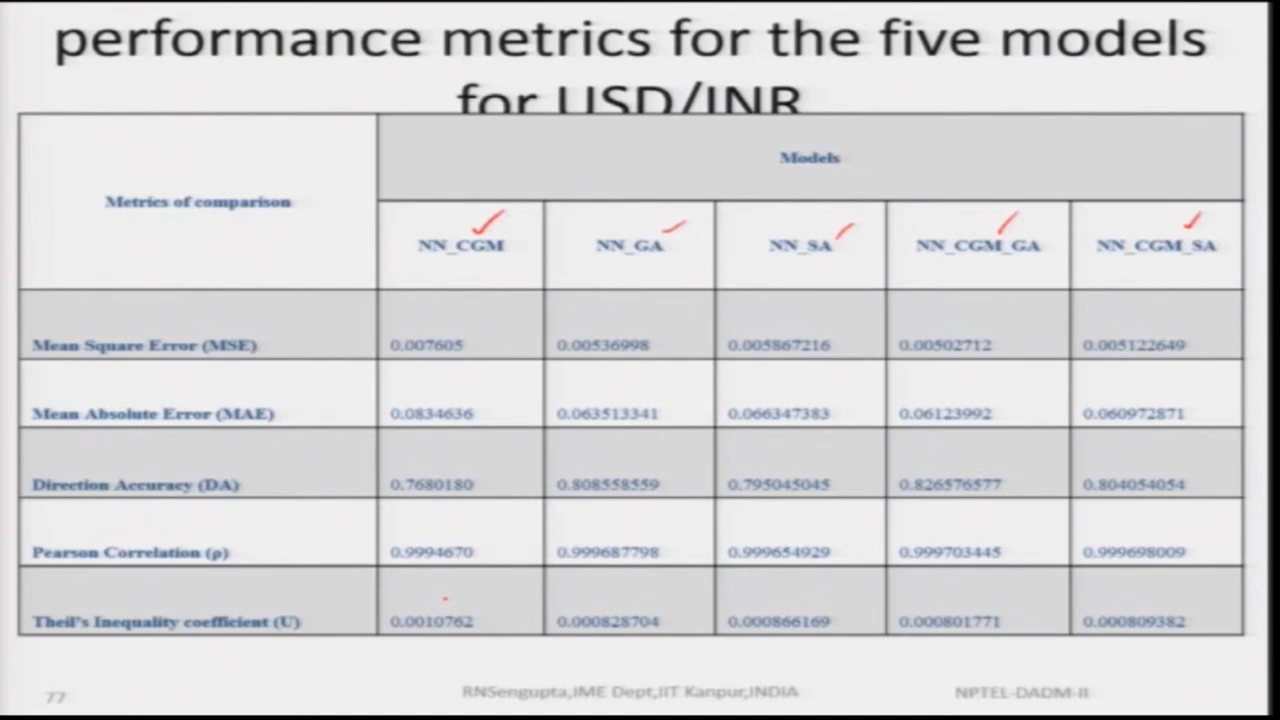 performance metrics for the five models
for USD/INR
Metrics of comparison
Models
NN_CGM NN_GA NN_SA NN_CGM_GA NN_CGM_SA
Mean Square Error (MSE) 0.007605 0.00536998 0.005867216 0.00502712 0.005122649
Mean Absolute Error (MAE) 0.0834636 0.063513341 0.066347383 0.06123992 0.060972871
Direction Accuracy (DA) 0.7680180 0.808558559 0.795045045 0.826576577 0.804054054
Pearson Correlation (ρ) 0.9994670 0.999687798 0.999654929 0.999703445 0.999698009
Theil's Inequality coefficient (U) 0.0010762 0.000828704 0.000866169 0.000801771 0.000809382
77 RNSengupta,IME Dept,IIT Kanpur,INDIA NPTEL-DADM-II